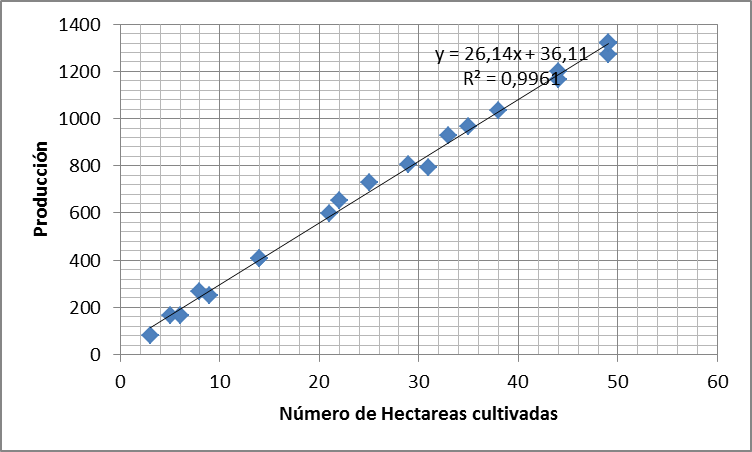 1400
1200
1000
800
600
400
200
0
Producción
y = 26,14x + 36,11
R² = 0,9961
0 10 20 30 40 50 60
Número de Hectareas cultivadas